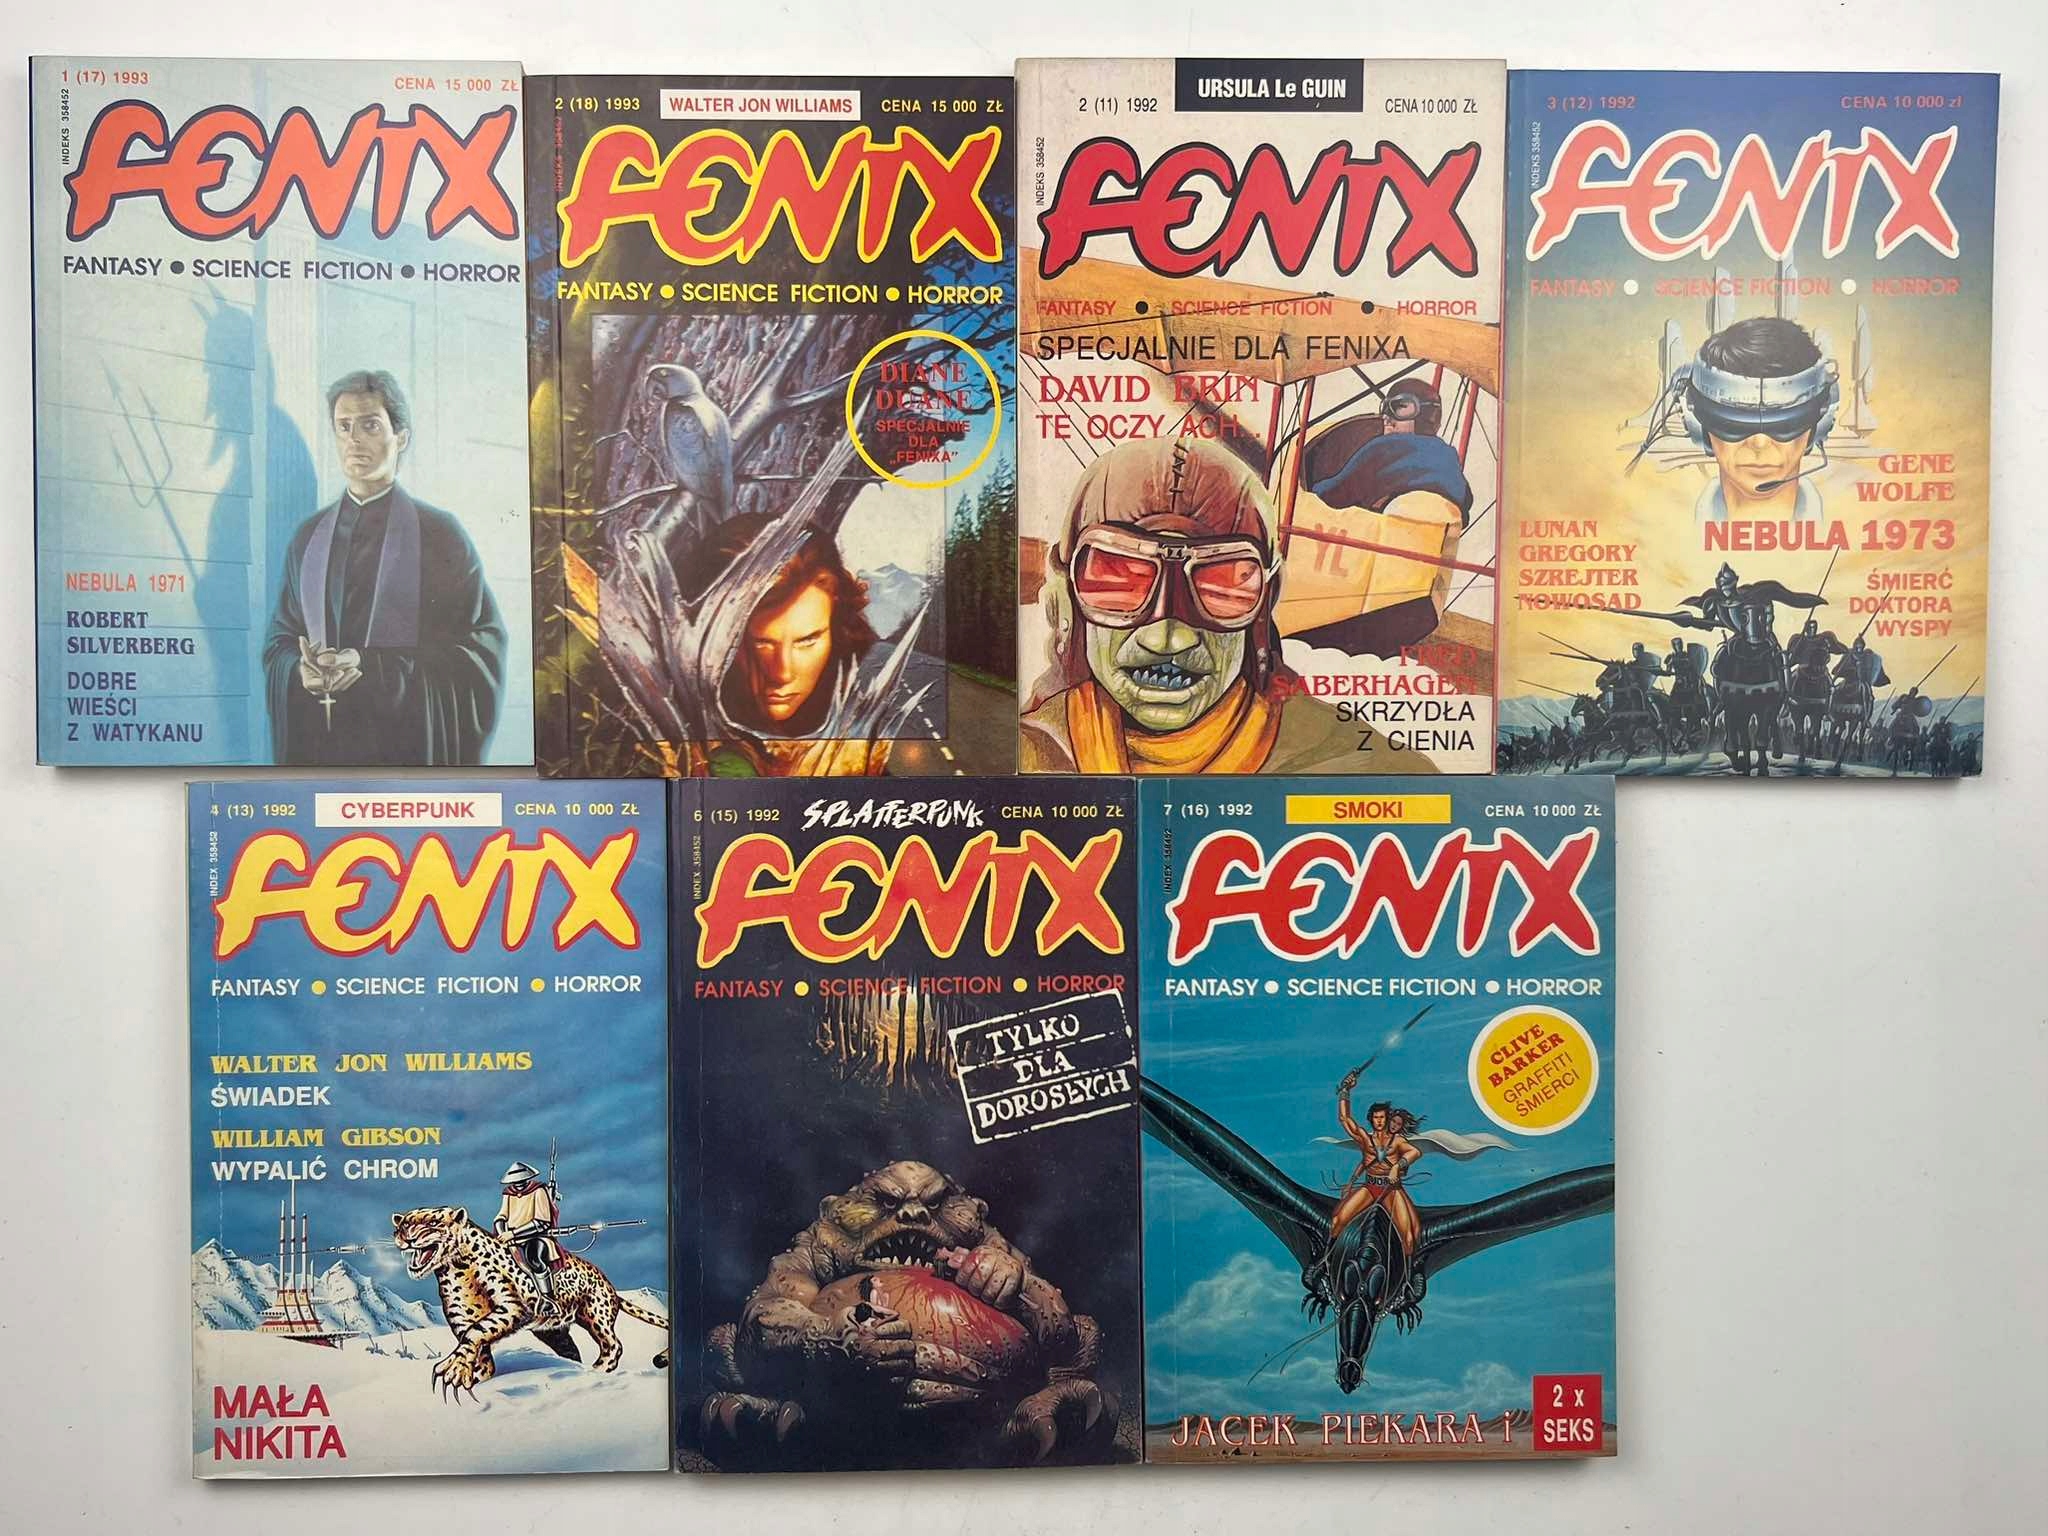 1 (17) 1993
CENA 15 000 ZŁ
INDEKS 358452
FENIX
FANTASY ● SCIENCE FICTION ● HORROR
NEBULA 1971
ROBERT
SILVERBERG
DOBRE
WIEŚCI
Z WATYKANU
2 (18) 1993
WALTER JON WILLIAMS
CENA 15 000 ZŁ
INDEKS 358452
FENIX
FANTASY ● SCIENCE FICTION ● HORROR
DIANE
DUANE
SPECJALNIE
DLA
„FENIXA”
URSULA Le GUIN
2 (11) 1992
CENA 10 000 ZŁ
INDEKS 358452
FENIX
FANTASY ● SCIENCE FICTION ● HORROR
SPECJALNIE DLA FENIXA
DAVID BRIN
TE OCZY ACH...
YL
FRED
SABERHAGEN
SKRZYDŁA
Z CIENIA
3 (12) 1992
CENA 10 000 zł
INDEKS 358452
FENIX
FANTASY ● SCIENCE FICTION ● HORROR
GENE
WOLFE
NEBULA 1973
ŚMIERĆ
DOKTORA
WYSPY
LUNAN
GREGORY
SZREJTER
NOWOSAD
4 (13) 1992
CYBERPUNK
CENA 10 000 ZŁ
INDEX 358452
FENIX
FANTASY ● SCIENCE FICTION ● HORROR
WALTER JON WILLIAMS
ŚWIADEK
WILLIAM GIBSON
WYPALIĆ CHROM
MAŁA
NIKITA
6 (15) 1992
SPLATTERPUNK
CENA 10 000 ZŁ
INDEX 358452
FENIX
FANTASY ● SCIENCE FICTION ● HORROR
TYLKO
DLA
DOROSŁYCH
7 (16) 1992
SMOKI
CENA 10 000 ZŁ
INDEX 358452
FENIX
FANTASY ● SCIENCE FICTION ● HORROR
CLIVE
BARKER
GRAFFITI
ŚMIERCI
JACEK PIEKARA i
2 x
SEKS